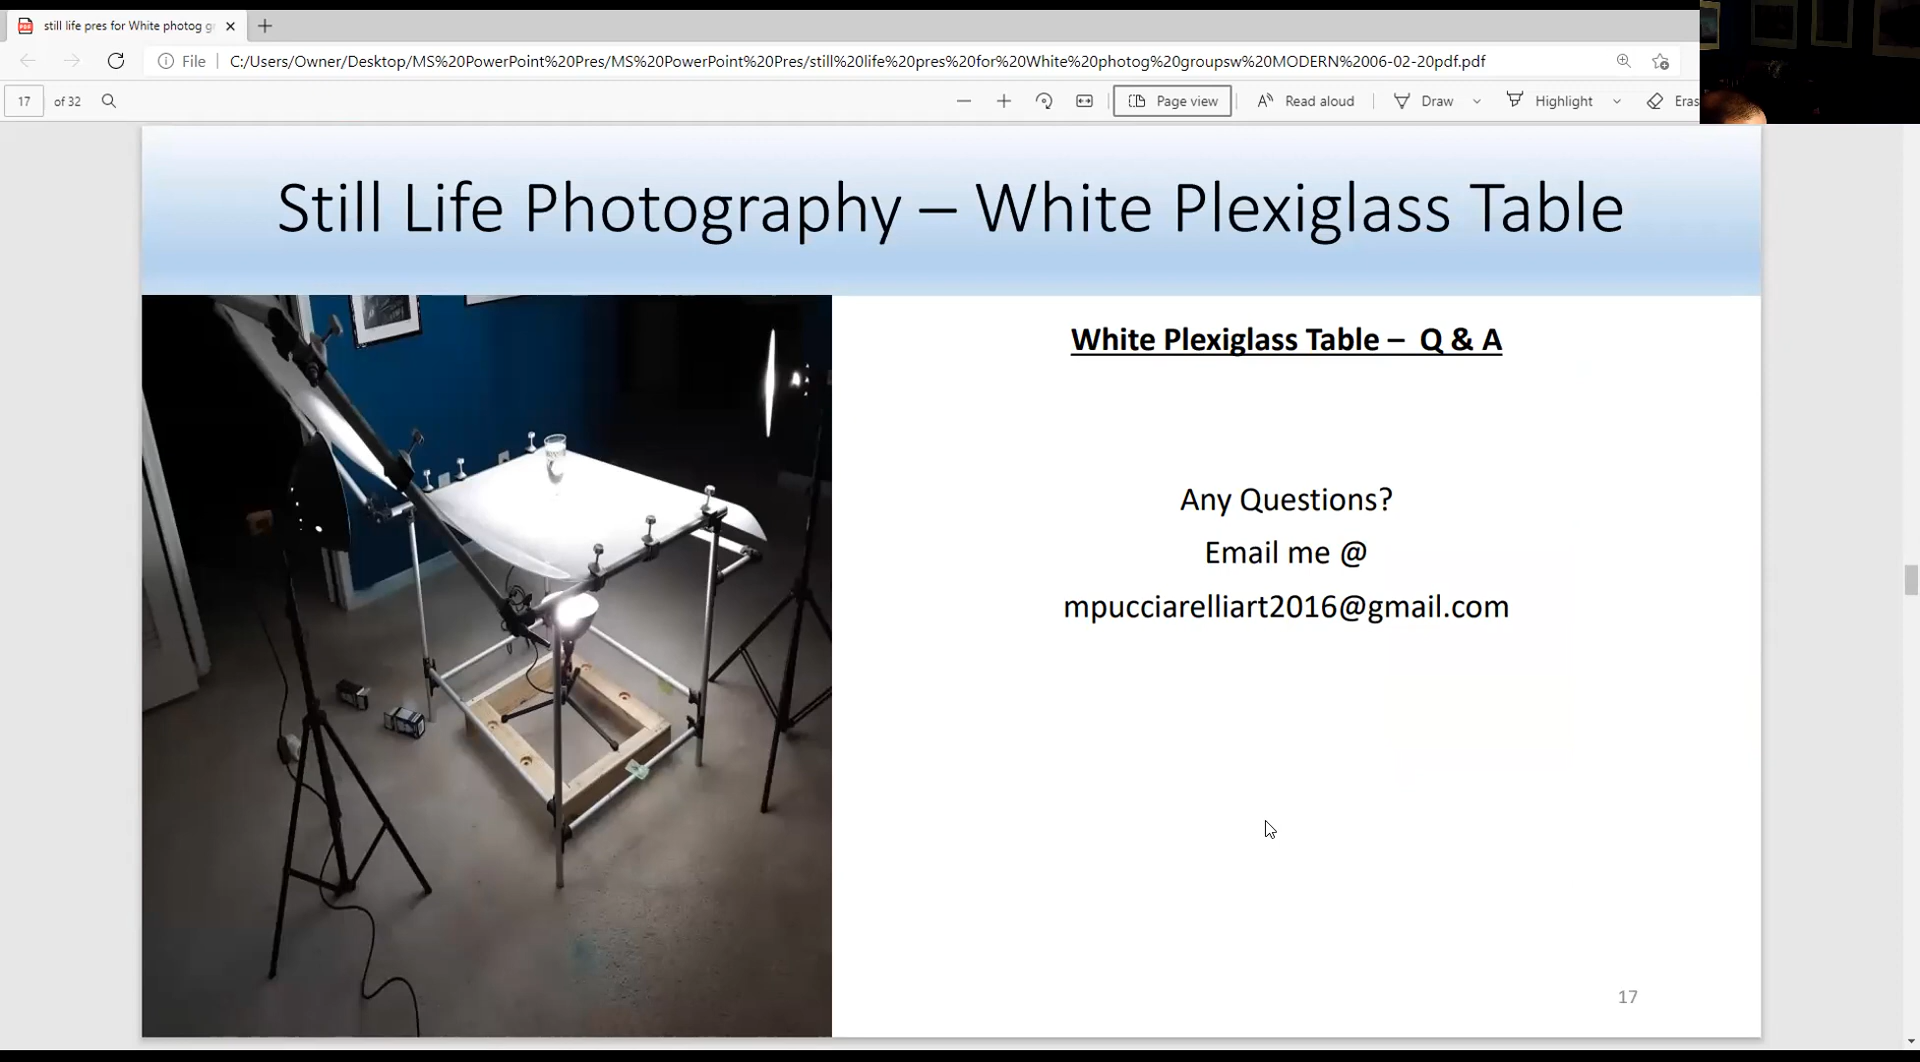 still life pres for White photog g
File
C:/Users/Owner/Desktop/MS%20PowerPoint%20Pres/MS%20PowerPoint%20Pres/still%20life%20pres%20for%20White%20photog%20groupsw%20MODERN%2006-02-20pdf.pdf
17 of 32
Page view
Read aloud
Draw
Highlight
Eras
Still Life Photography – White Plexiglass Table
White Plexiglass Table – Q & A
Any Questions?
Email me @
mpucciarelliart2016@gmail.com
17